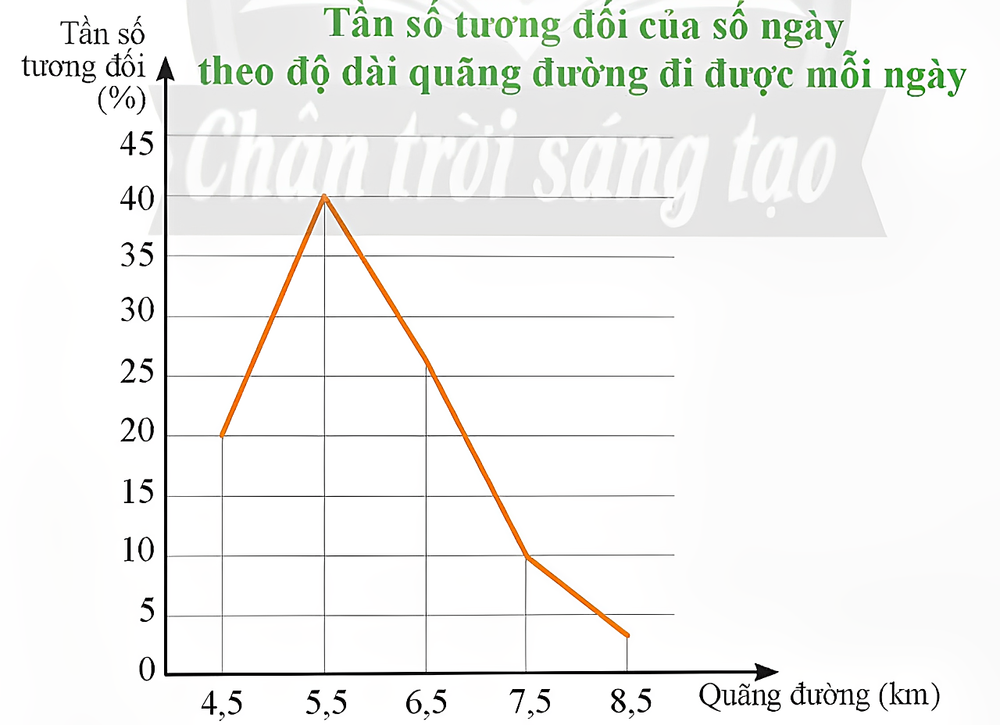 Tần số tương đối của số ngày
theo độ dài quãng đường đi được mỗi ngày
Tần số
tương đối
(%)
Chân trời sáng tạo
45
40
35
30
25
20
15
10
5
0
4,5 5,5 6,5 7,5 8,5 Quãng đường (km)